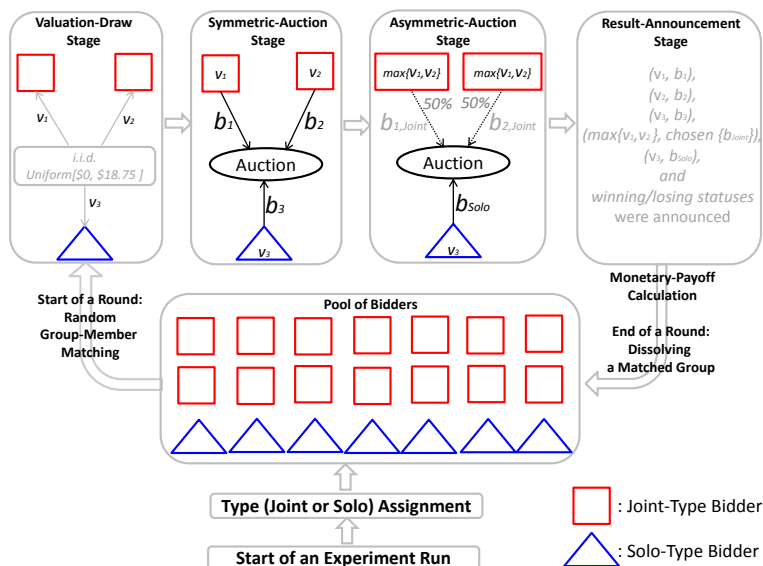 Valuation-Draw
Stage
v₁
v₂
i.i.d.
Uniform[$0, $18.75 ]
v₃
Symmetric-Auction
Stage
v₁
v₂
b₁
b₂
Auction
b₃
v₃
Asymmetric-Auction
Stage
max{v₁,v₂}
max{v₁,v₂}
50%
50%
b₁,Joint
b₂,Joint
Auction
bSolo
v₃
Result-Announcement
Stage
(v₁, b₁),
(v₂, b₂),
(v₃, b₃),
(max{v₁,v₂}, chosen {bJoint}),
(v₃, bSolo),
and
winning/losing statuses
were announced
Start of a Round:
Random
Group-Member
Matching
Pool of Bidders
Monetary-Payoff
Calculation
End of a Round:
Dissolving
a Matched Group
Type (Joint or Solo) Assignment
Start of an Experiment Run
: Joint-Type Bidder
: Solo-Type Bidder